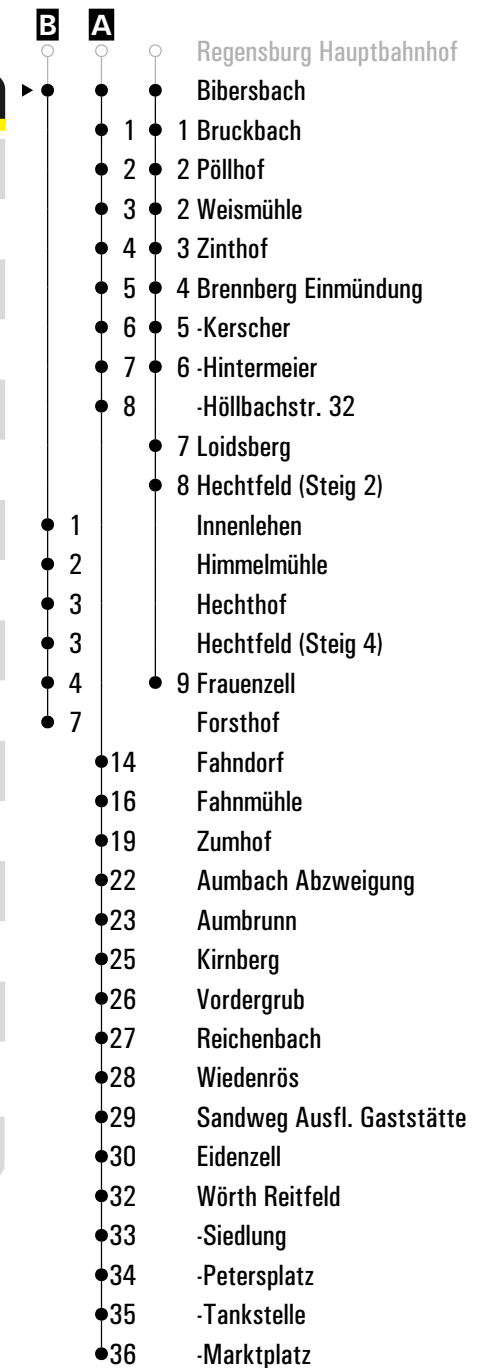 B A
Regensburg Hauptbahnhof
Bibersbach
1 1 Bruckbach
2 2 Pöllhof
3 2 Weismühle
4 3 Zinthof
5 4 Brennberg Einmündung
6 5 -Kerscher
7 6 -Hintermeier
8 -Höllbachstr. 32
7 Loidsberg
8 Hechtfeld (Steig 2)
1 Innenlehen
2 Himmelmühle
3 Hechthof
3 Hechtfeld (Steig 4)
4 9 Frauenzell
7 Forsthof
14 Fahndorf
16 Fahnmühle
19 Zumhof
22 Aumbach Abzweigung
23 Aumbrunn
25 Kirnberg
26 Vordergrub
27 Reichenbach
28 Wiedenrös
29 Sandweg Ausfl. Gaststätte
30 Eidenzell
32 Wörth Reitfeld
33 -Siedlung
34 -Petersplatz
35 -Tankstelle
36 -Marktplatz